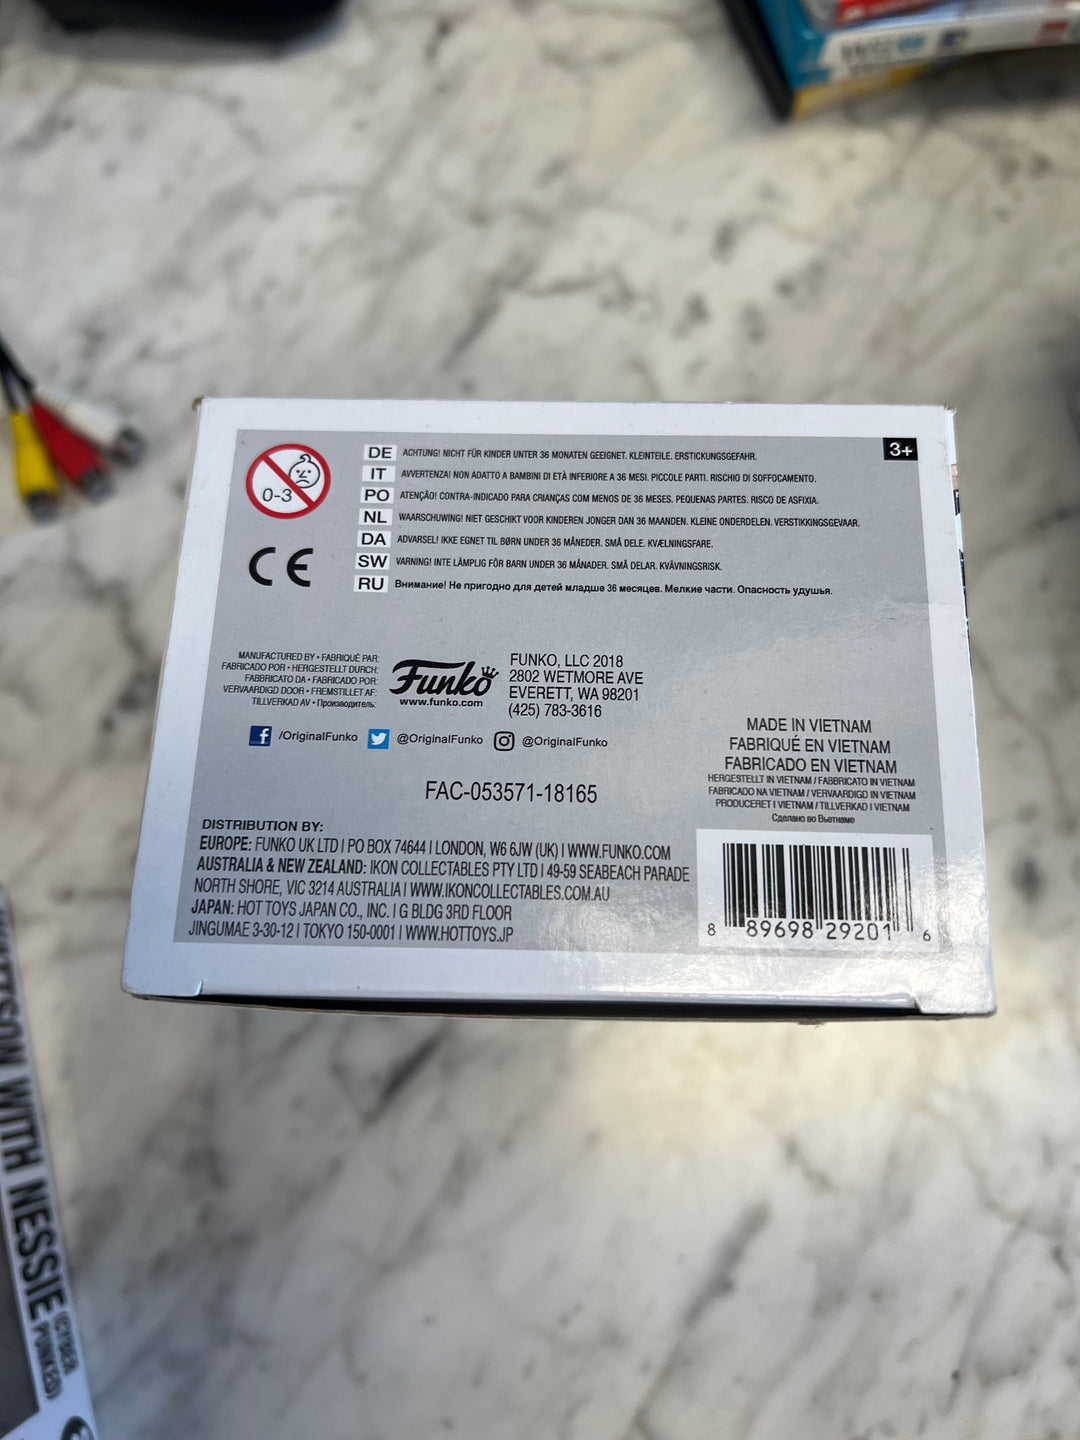 0-3
DE ACHTUNG! NICHT FÜR KINDER UNTER 36 MONATEN GEEIGNET. KLEINTEILE. ERSTICKUNGSGEFAHR.
3+
IT AVVERTENZA! NON ADATTO A BAMBINI DI ETÀ INFERIORE A 36 MESI. PICCOLE PARTI. RISCHIO DI SOFFOCAMENTO.
PO ATENÇÃO! CONTRA-INDICADO PARA CRIANÇAS COM MENOS DE 36 MESES. PEQUENAS PARTES. RISCO DE ASFIXIA.
NL WAARSCHUWING! NIET GESCHIKT VOOR KINDEREN JONGER DAN 36 MAANDEN. KLEINE ONDERDELEN. VERSTIKKINGSGEVAAR.
DA ADVARSEL! IKKE EGNET TIL BØRN UNDER 36 MÅNEDER. SMÅ DELE. KVÆLNINGSFARE.
SW VARNING! INTE LÄMPLIG FÖR BARN UNDER 36 MÅNADER. SMÅ DELAR. KVÄVNINGSRISK.
RU Внимание! Не пригодно для детей младше 36 месяцев. Мелкие части. Опасность удушья.
CE
MANUFACTURED BY • FABRIQUÉ PAR:
FABRICADO POR • HERGESTELLT DURCH:
FABBRICATO DA • FABRICADO POR:
VERVAARDIGD DOOR • FREMSTILLET AF:
TILLVERKAD AV • Производитель:
Funko
www.funko.com
FUNKO, LLC 2018
2802 WETMORE AVE
EVERETT, WA 98201
(425) 783-3616
/OriginalFunko @OriginalFunko @OriginalFunko
MADE IN VIETNAM
FABRIQUÉ EN VIETNAM
FABRICADO EN VIETNAM
HERGESTELLT IN VIETNAM / FABBRICATO IN VIETNAM
FABRICADO NA VIETNAM / VERVAARDIGD IN VIETNAM
PRODUCERET I VIETNAM / TILLVERKAD I VIETNAM
Сделано во Вьетнаме
FAC-053571-18165
DISTRIBUTION BY:
EUROPE: FUNKO UK LTD | PO BOX 74644 | LONDON, W6 6JW (UK) | WWW.FUNKO.COM
AUSTRALIA & NEW ZEALAND: IKON COLLECTABLES PTY LTD | 49-59 SEABEACH PARADE
NORTH SHORE, VIC 3214 AUSTRALIA | WWW.IKONCOLLECTABLES.COM.AU
JAPAN: HOT TOYS JAPAN CO., INC. | G BLDG 3RD FLOOR
JINGUMAE 3-30-12 | TOKYO 150-0001 | WWW.HOTTOYS.JP
8 89698 29201 6
WITH NESSIE
CYBER
PUNKED)